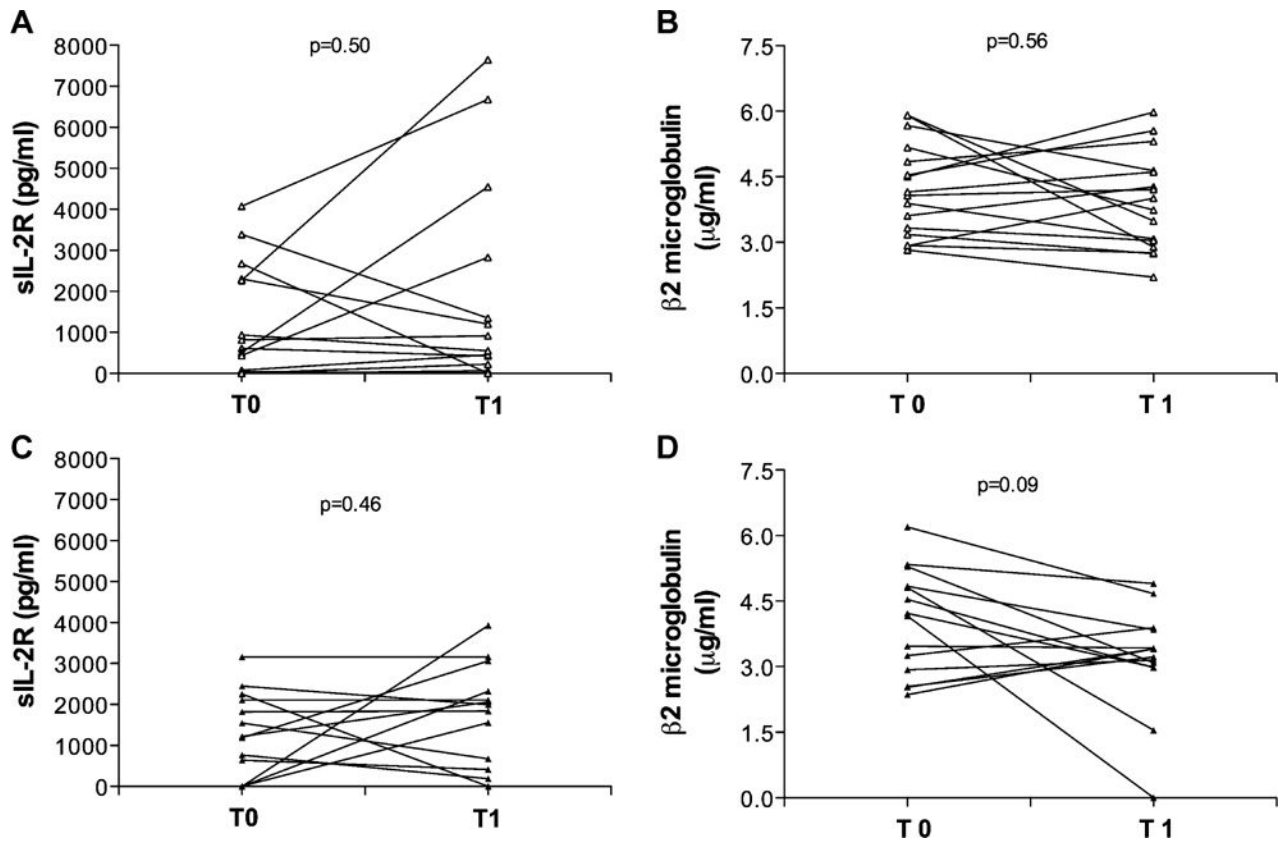 A
p=0.50
sIL-2R (pg/ml)
8000
7000
6000
5000
4000
3000
2000
1000
0
T0
T1
B
p=0.56
β2 microglobulin
(μg/ml)
7.5
6.0
4.5
3.0
1.5
0.0
T 0
T 1
C
p=0.46
sIL-2R (pg/ml)
8000
7000
6000
5000
4000
3000
2000
1000
0
T0
T1
D
p=0.09
β2 microglobulin
(μg/ml)
7.5
6.0
4.5
3.0
1.5
0.0
T 0
T 1